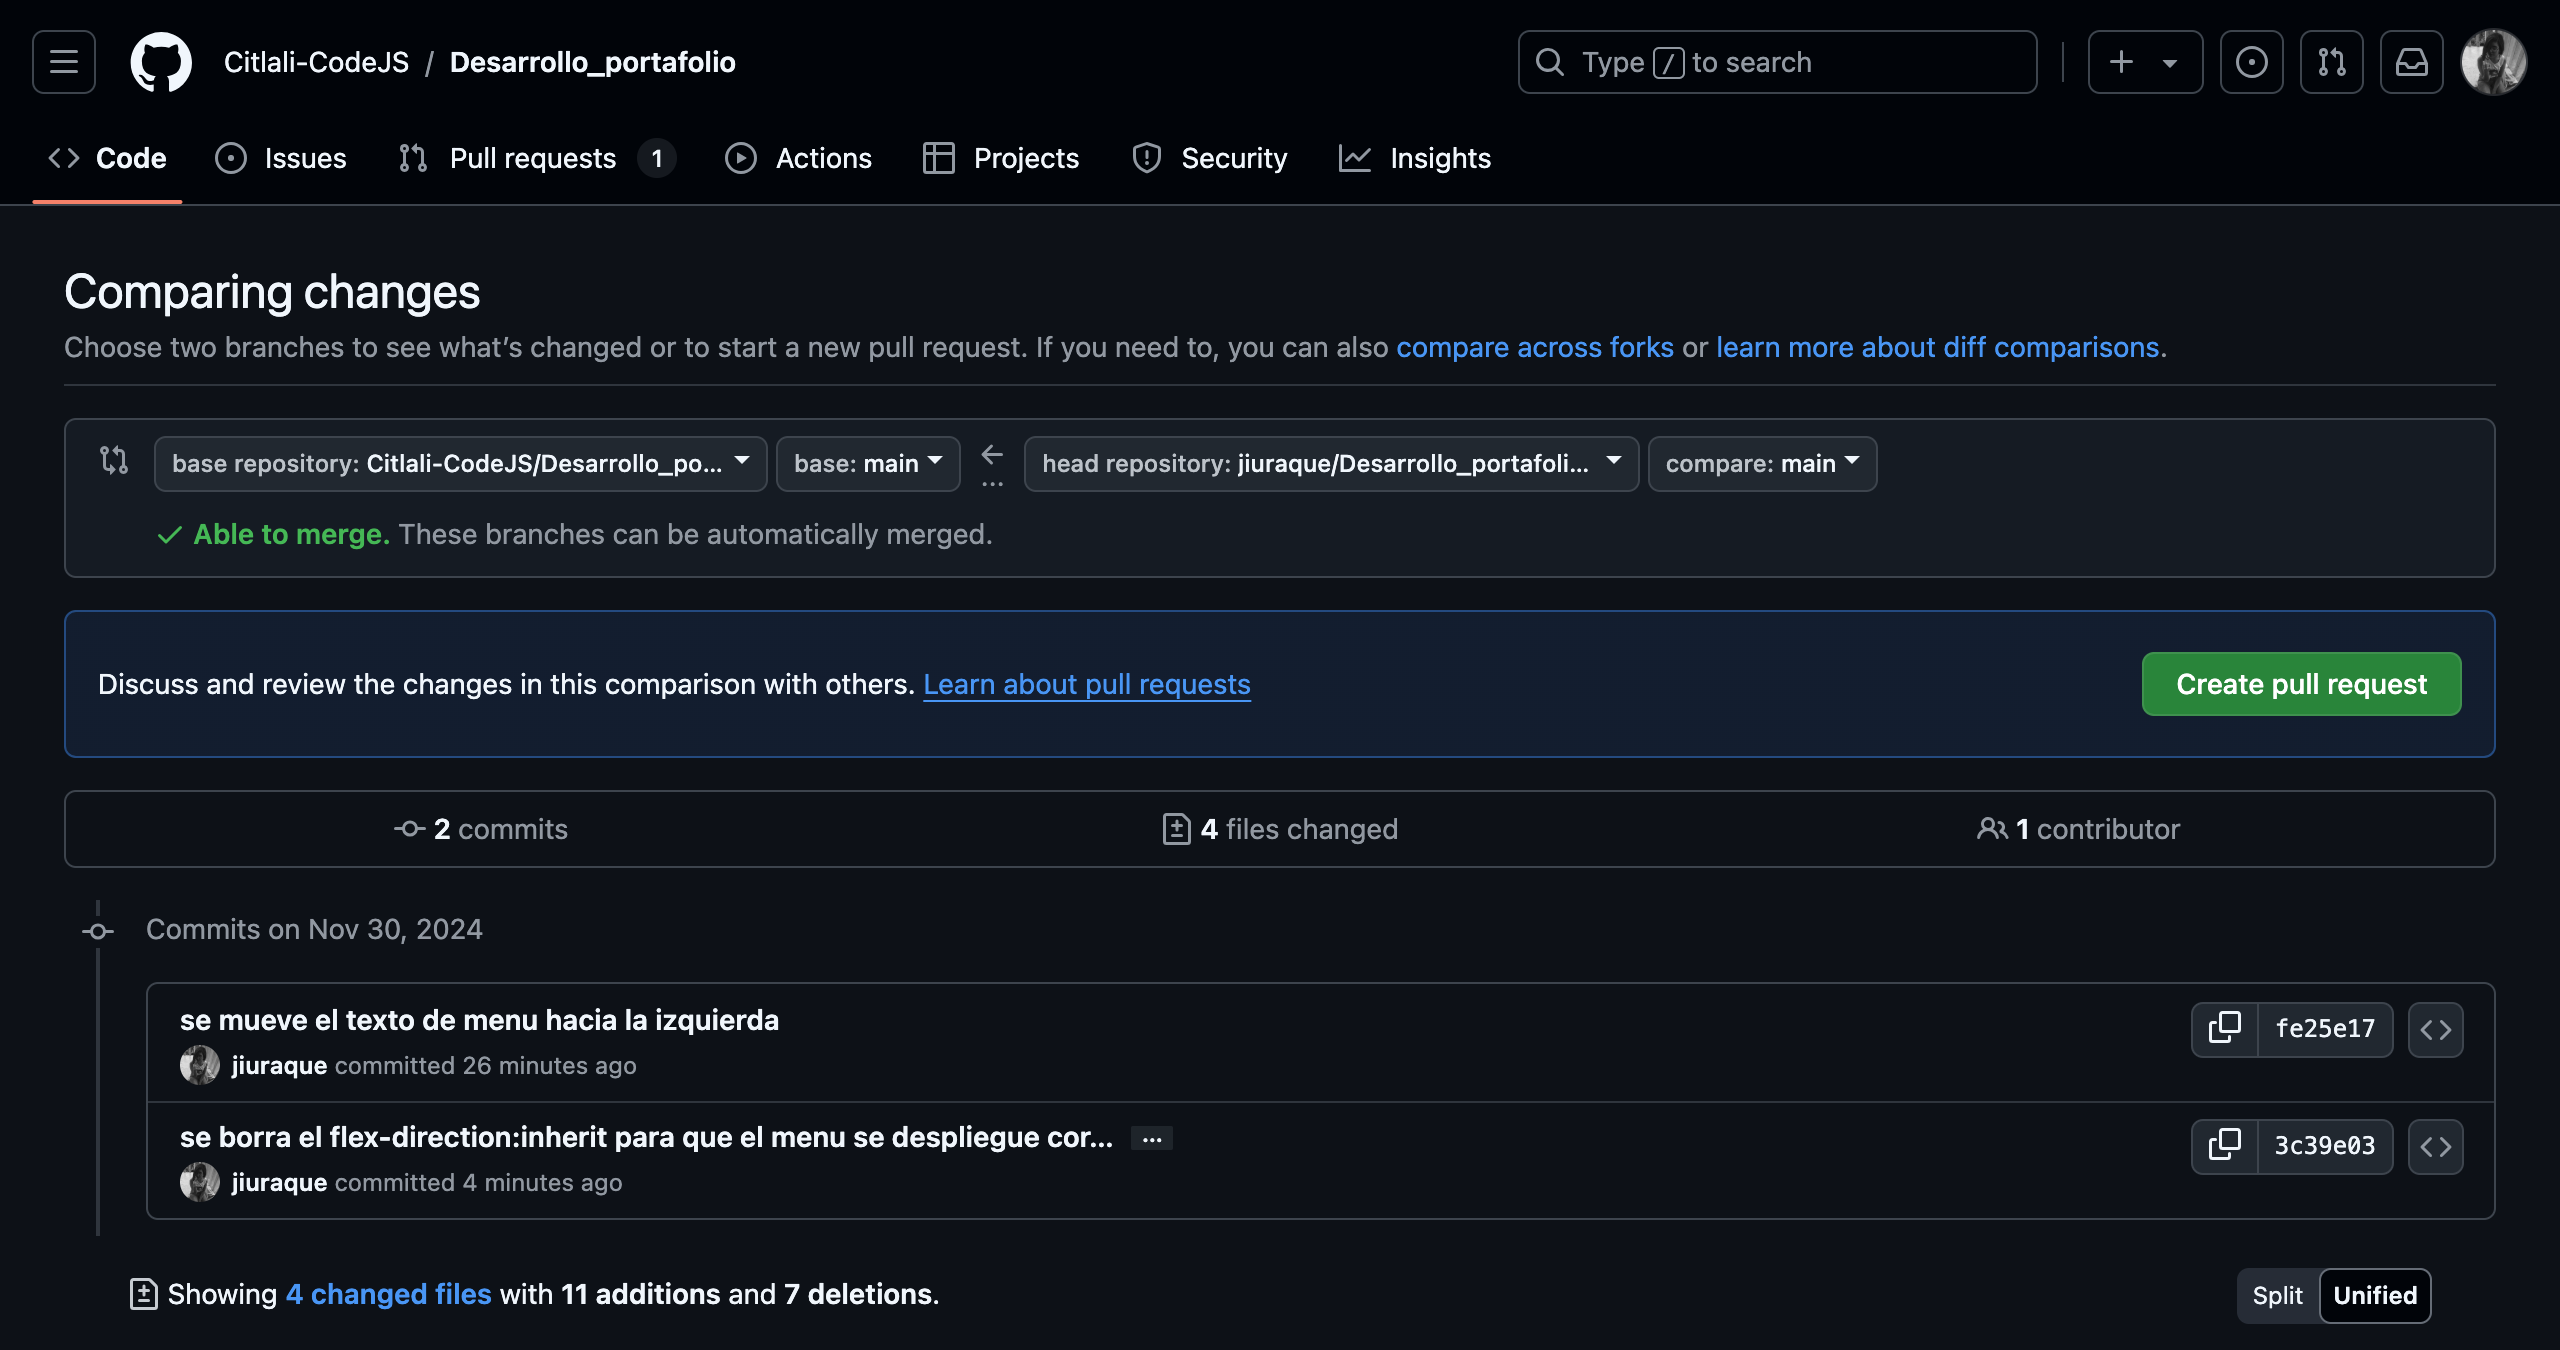 Citlali-CodeJS / Desarrollo_portafolio
Type / to search
Code Issues Pull requests 1 Actions Projects Security Insights
Comparing changes
Choose two branches to see what’s changed or to start a new pull request. If you need to, you can also compare across forks or learn more about diff comparisons.
base repository: Citlali-CodeJS/Desarrollo_po... base: main ... head repository: jiuraque/Desarrollo_portafoli... compare: main
Able to merge. These branches can be automatically merged.
Discuss and review the changes in this comparison with others. Learn about pull requests
Create pull request
2 commits 4 files changed 1 contributor
Commits on Nov 30, 2024
se mueve el texto de menu hacia la izquierda
fe25e17
jiuraque committed 26 minutes ago
se borra el flex-direction:inherit para que el menu se despliegue cor... ...
3c39e03
jiuraque committed 4 minutes ago
Showing 4 changed files with 11 additions and 7 deletions.
Split Unified